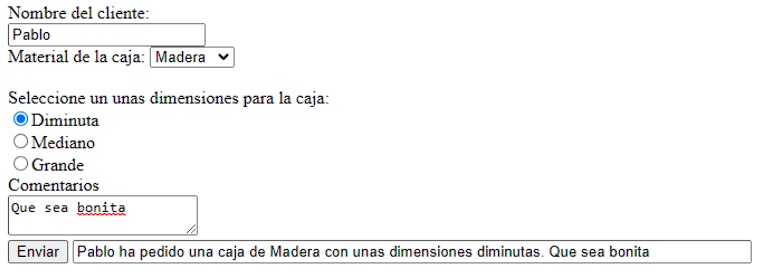 Nombre del cliente:
Pablo
Material de la caja: Madera
Seleccione un unas dimensiones para la caja:
Diminuta
Mediano
Grande
Comentarios
Que sea bonita
Enviar Pablo ha pedido una caja de Madera con unas dimensiones diminutas. Que sea bonita